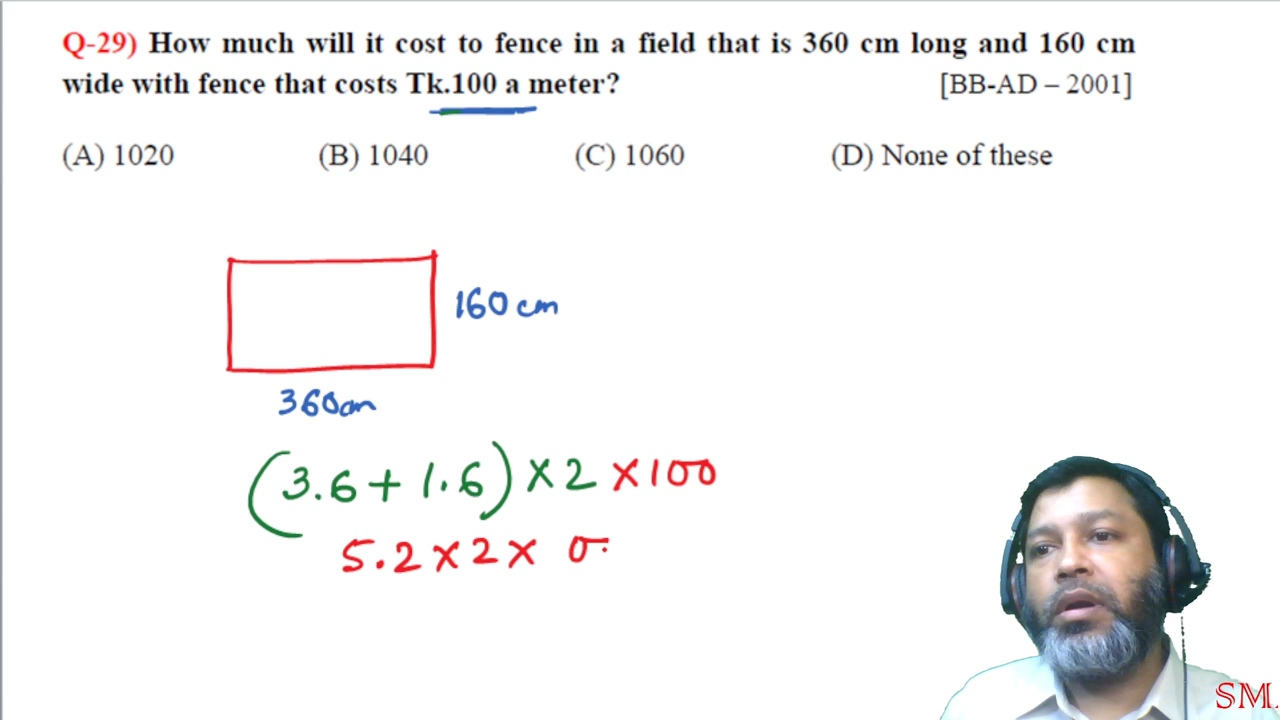 Q-29) How much will it cost to fence in a field that is 360 cm long and 160 cm
wide with fence that costs Tk.100 a meter? [BB-AD – 2001]
(A) 1020 (B) 1040 (C) 1060 (D) None of these
160 cm
360cm
(3.6 + 1.6) × 2 × 100
5.2 × 2 ×
SM.